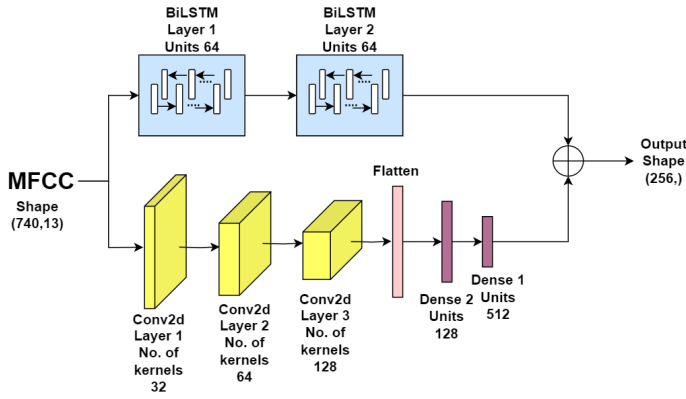 BiLSTM
Layer 1
Units 64
BiLSTM
Layer 2
Units 64
MFCC
Shape
(740,13)
Output
Shape
(256,)
Flatten
Conv2d
Layer 1
No. of
kernels
32
Conv2d
Layer 2
No. of
kernels
64
Conv2d
Layer 3
No. of
kernels
128
Dense 2
Units
128
Dense 1
Units
512